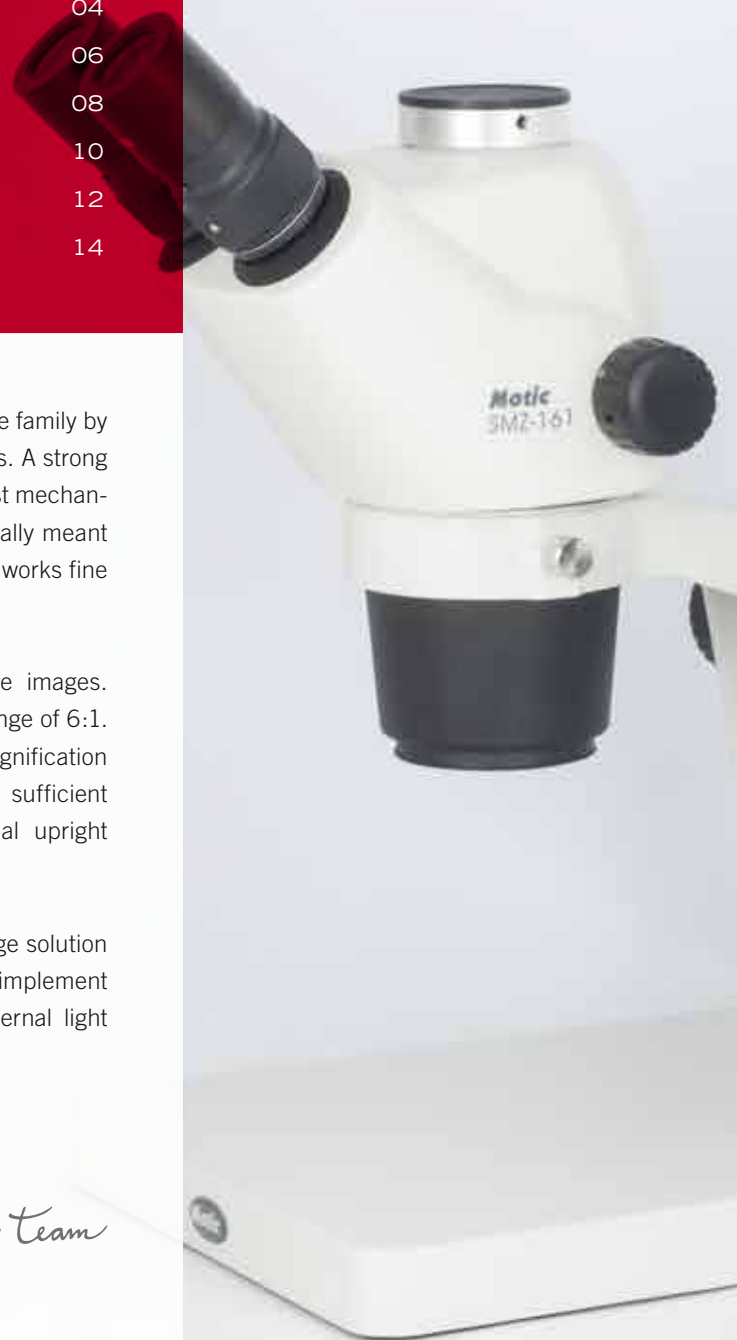 04
06
08
10
12
14
e family by
s. A strong
st mechan-
ally meant
works fine
e images.
nge of 6:1.
gnification
sufficient
al upright
ge solution
implement
ernal light
Team
Motic
SMZ-161